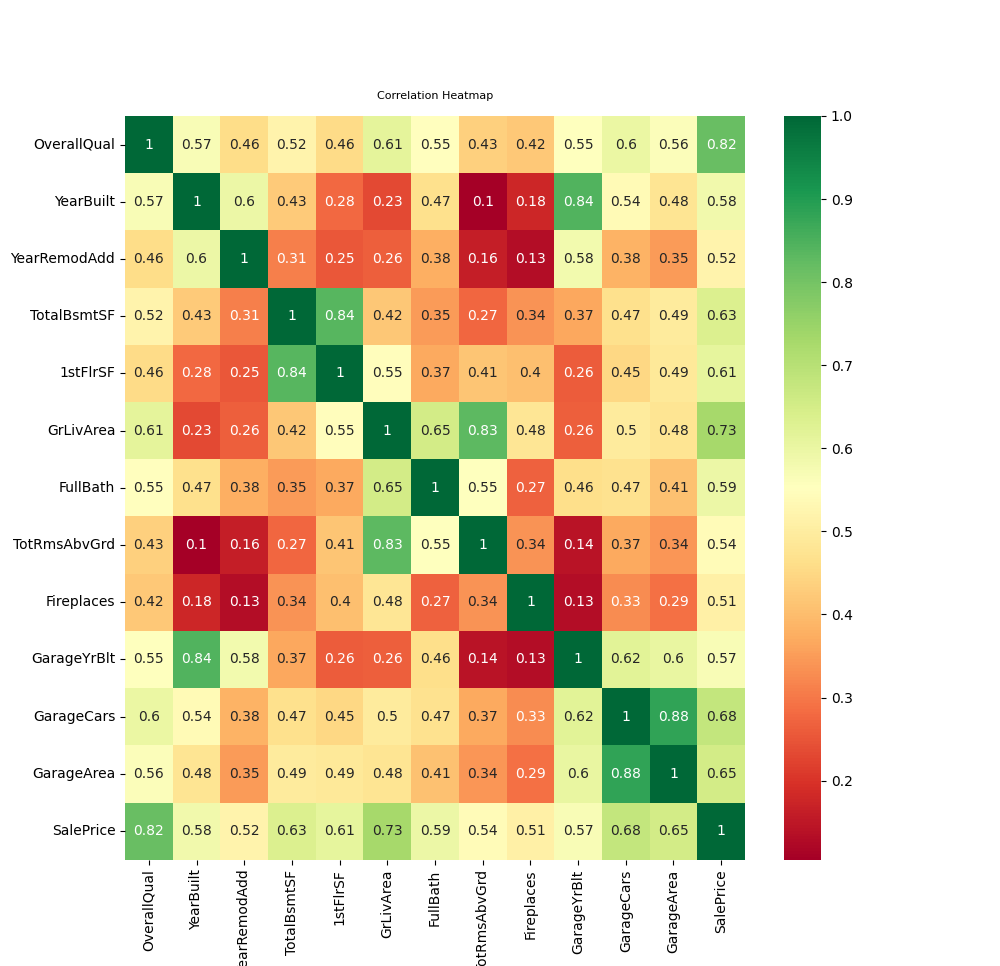 Correlation Heatmap
OverallQual 1 0.57 0.46 0.52 0.46 0.61 0.55 0.43 0.42 0.55 0.6 0.56 0.82
YearBuilt 0.57 1 0.6 0.43 0.28 0.23 0.47 0.1 0.18 0.84 0.54 0.48 0.58
YearRemodAdd 0.46 0.6 1 0.31 0.25 0.26 0.38 0.16 0.13 0.58 0.38 0.35 0.52
TotalBsmtSF 0.52 0.43 0.31 1 0.84 0.42 0.35 0.27 0.34 0.37 0.47 0.49 0.63
1stFlrSF 0.46 0.28 0.25 0.84 1 0.55 0.37 0.41 0.4 0.26 0.45 0.49 0.61
GrLivArea 0.61 0.23 0.26 0.42 0.55 1 0.65 0.83 0.48 0.26 0.5 0.48 0.73
FullBath 0.55 0.47 0.38 0.35 0.37 0.65 1 0.55 0.27 0.46 0.47 0.41 0.59
TotRmsAbvGrd 0.43 0.1 0.16 0.27 0.41 0.83 0.55 1 0.34 0.14 0.37 0.34 0.54
Fireplaces 0.42 0.18 0.13 0.34 0.4 0.48 0.27 0.34 1 0.13 0.33 0.29 0.51
GarageYrBlt 0.55 0.84 0.58 0.37 0.26 0.26 0.46 0.14 0.13 1 0.62 0.6 0.57
GarageCars 0.6 0.54 0.38 0.47 0.45 0.5 0.47 0.37 0.33 0.62 1 0.88 0.68
GarageArea 0.56 0.48 0.35 0.49 0.49 0.48 0.41 0.34 0.29 0.6 0.88 1 0.65
SalePrice 0.82 0.58 0.52 0.63 0.61 0.73 0.59 0.54 0.51 0.57 0.68 0.65 1
OverallQual
YearBuilt
earRemodAdd
TotalBsmtSF
1stFlrSF
GrLivArea
FullBath
otRmsAbvGrd
Fireplaces
GarageYrBlt
GarageCars
GarageArea
SalePrice
1.0
0.9
0.8
0.7
0.6
0.5
0.4
0.3
0.2